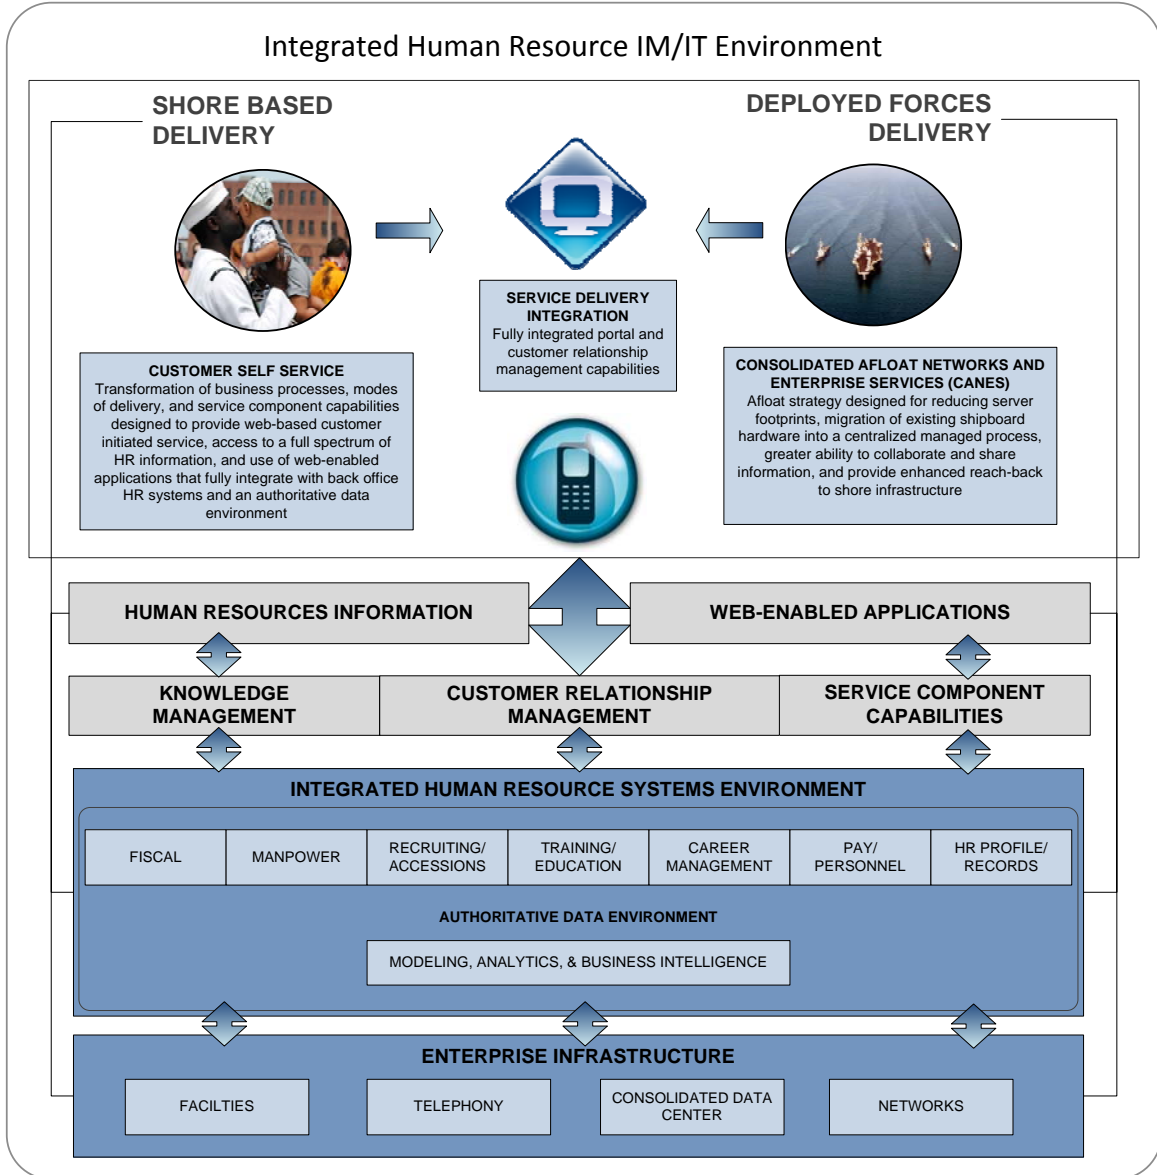 Integrated Human Resource IM/IT Environment
SHORE BASED
DELIVERY
DEPLOYED FORCES
DELIVERY
SERVICE DELIVERY
INTEGRATION
Fully integrated portal and
customer relationship
management capabilities
CUSTOMER SELF SERVICE
Transformation of business processes, modes
of delivery, and service component capabilities
designed to provide web-based customer
initiated service, access to a full spectrum of
HR information, and use of web-enabled
applications that fully integrate with back office
HR systems and an authoritative data
environment
CONSOLIDATED AFLOAT NETWORKS AND
ENTERPRISE SERVICES (CANES)
Afloat strategy designed for reducing server
footprints, migration of existing shipboard
hardware into a centralized managed process,
greater ability to collaborate and share
information, and provide enhanced reach-back
to shore infrastructure
HUMAN RESOURCES INFORMATION
WEB-ENABLED APPLICATIONS
KNOWLEDGE
MANAGEMENT
CUSTOMER RELATIONSHIP
MANAGEMENT
SERVICE COMPONENT
CAPABILITIES
INTEGRATED HUMAN RESOURCE SYSTEMS ENVIRONMENT
FISCAL
MANPOWER
RECRUITING/
ACCESSIONS
TRAINING/
EDUCATION
CAREER
MANAGEMENT
PAY/
PERSONNEL
HR PROFILE/
RECORDS
AUTHORITATIVE DATA ENVIRONMENT
MODELING, ANALYTICS, & BUSINESS INTELLIGENCE
ENTERPRISE INFRASTRUCTURE
FACILTIES
TELEPHONY
CONSOLIDATED DATA
CENTER
NETWORKS